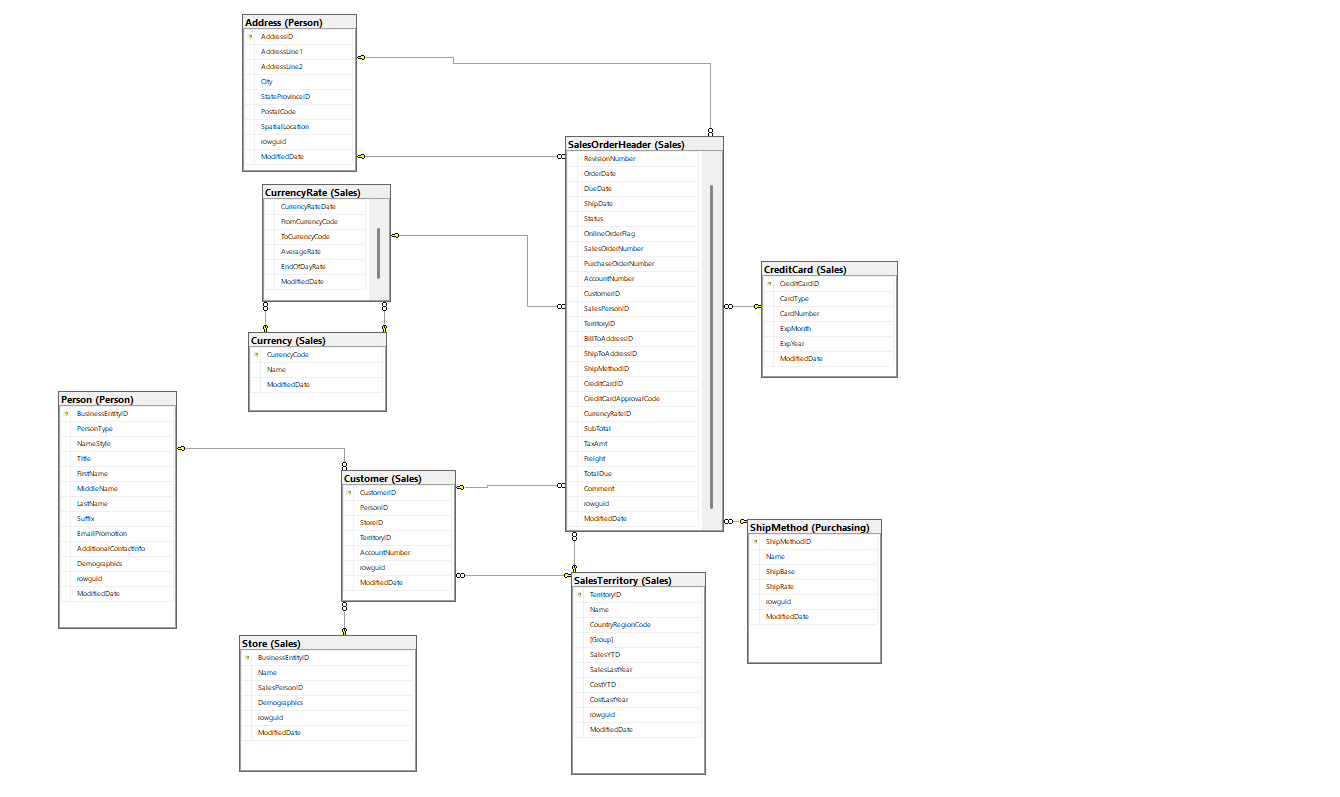 Address (Person)
AddressID
AddressLine1
AddressLine2
City
StateProvinceID
PostalCode
SpatialLocation
rowguid
ModifiedDate
SalesOrderHeader (Sales)
RevisionNumber
OrderDate
DueDate
ShipDate
Status
OnlineOrderFlag
SalesOrderNumber
PurchaseOrderNumber
AccountNumber
CustomerID
SalesPersonID
TerritoryID
BillToAddressID
ShipToAddressID
ShipMethodID
CreditCardID
CreditCardApprovalCode
CurrencyRateID
SubTotal
TaxAmt
Freight
TotalDue
Comment
rowguid
ModifiedDate
CurrencyRate (Sales)
CurrencyRateDate
FromCurrencyCode
ToCurrencyCode
AverageRate
EndOfDayRate
ModifiedDate
CreditCard (Sales)
CreditCardID
CardType
CardNumber
ExpMonth
ExpYear
ModifiedDate
Currency (Sales)
CurrencyCode
Name
ModifiedDate
Person (Person)
BusinessEntityID
PersonType
NameStyle
Title
FirstName
MiddleName
LastName
Suffix
EmailPromotion
AdditionalContactInfo
Demographics
rowguid
ModifiedDate
Customer (Sales)
CustomerID
PersonID
StoreID
TerritoryID
AccountNumber
rowguid
ModifiedDate
ShipMethod (Purchasing)
ShipMethodID
Name
ShipBase
ShipRate
rowguid
ModifiedDate
SalesTerritory (Sales)
TerritoryID
Name
CountryRegionCode
[Group]
SalesYTD
SalesLastYear
CostYTD
CostLastYear
rowguid
ModifiedDate
Store (Sales)
BusinessEntityID
Name
SalesPersonID
Demographics
rowguid
ModifiedDate